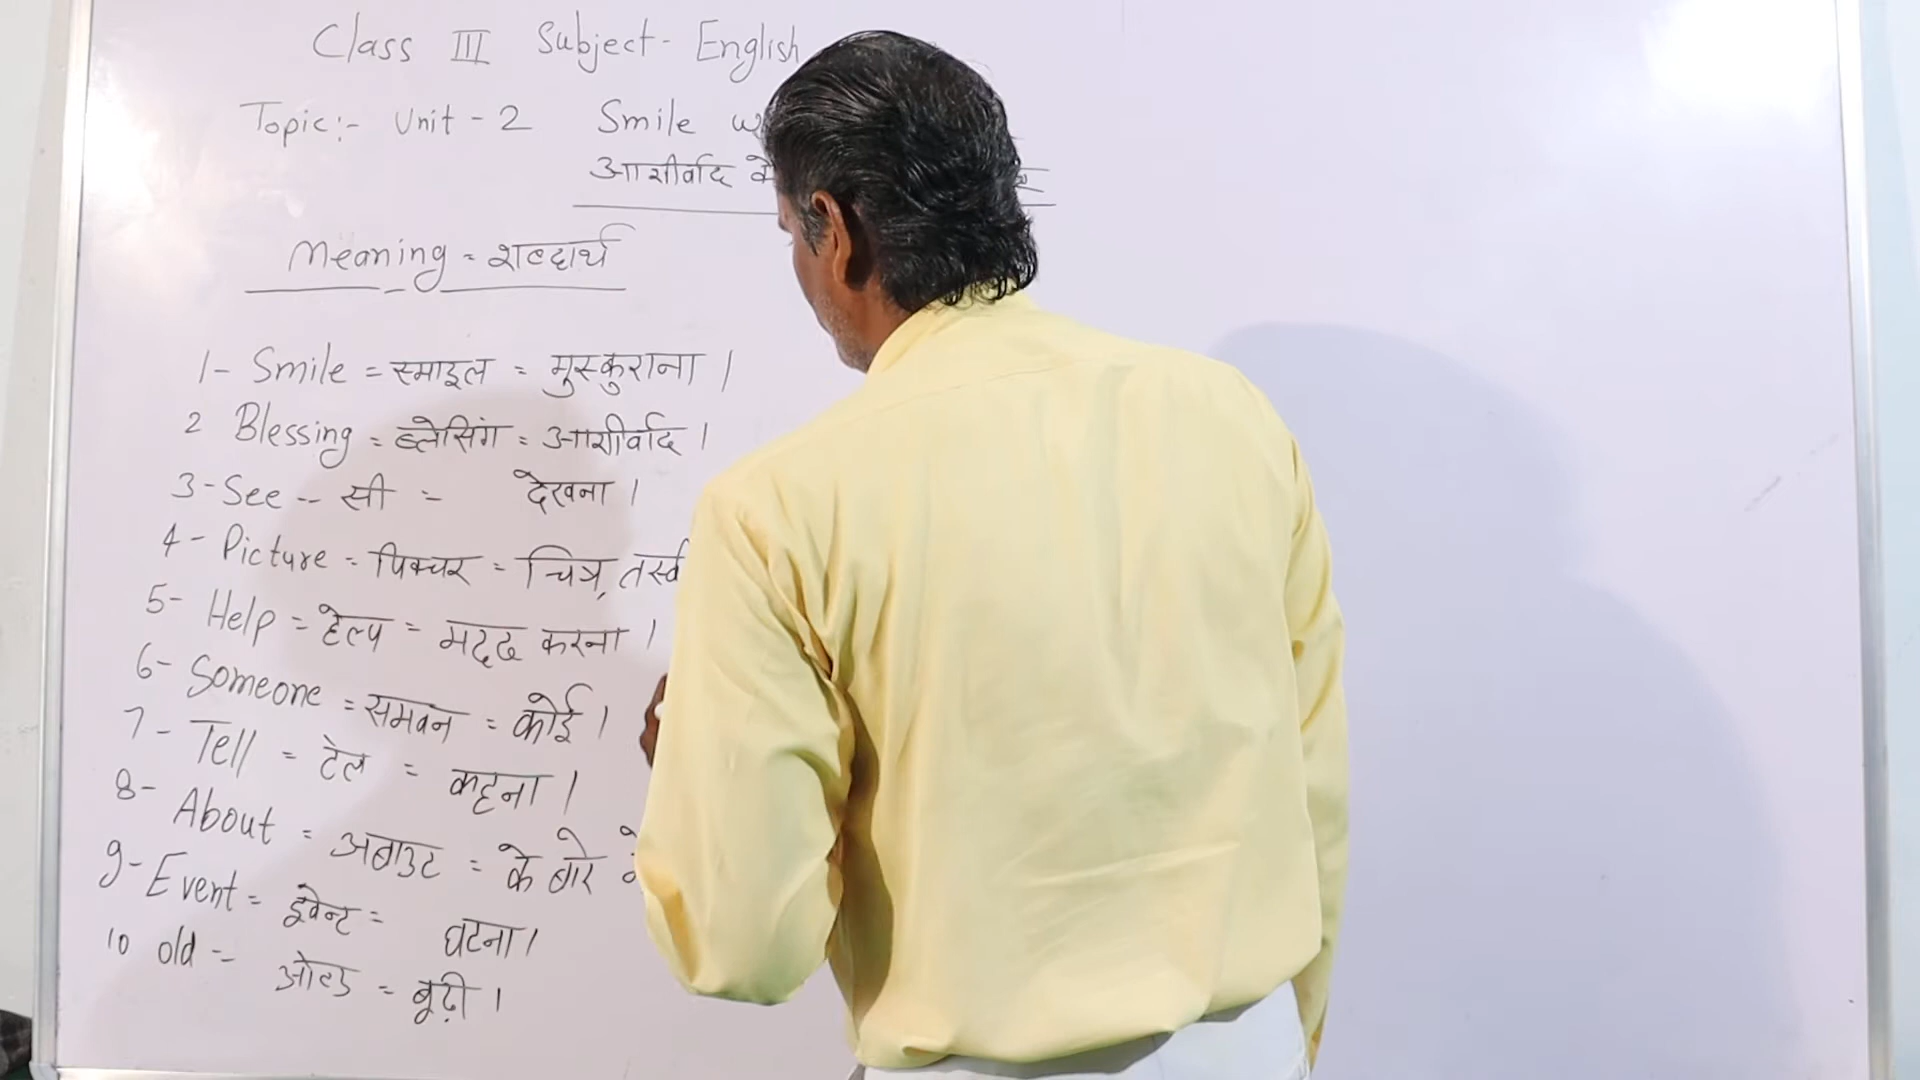 Class III Subject - English
Topic:- Unit - 2 Smile
आशीर्वाद
Meaning = शब्दार्थ
1- Smile = स्माइल = मुस्कुराना ।
2 Blessing = ब्लेसिंग = आशीर्वाद ।
3 - See -- सी = देखना ।
4 - Picture - पिक्चर = चित्र,
5- Help = हेल्प = मद्द करना ।
6- Someone = समवन = कोई ।
7- Tell = टेल = कहना ।
8- About = अबाउट = के बारे
9- Event = इवेन्ट = घटना ।
10 old = ओल्ड = बूढ़ी ।